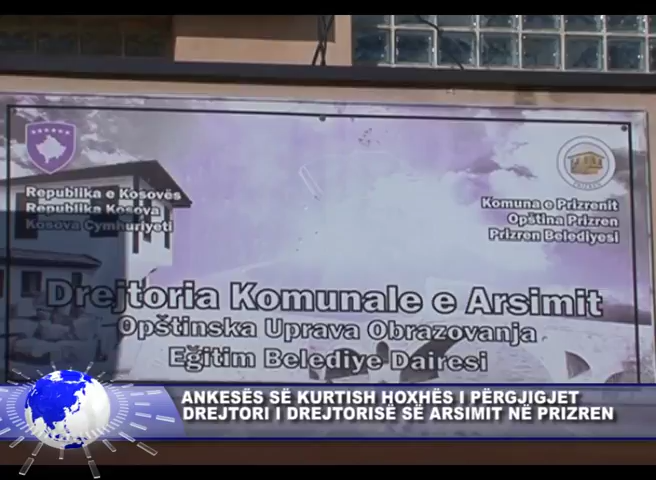 Republika e Kosovës
Republika Kosova
Kosova Cymhuriyeti
Komuna e Prizrenit
Opština Prizren
Prizren Belediyesi
Drejtoria Komunale e Arsimit
Opštinska Uprava Obrazovanja
Eğitim Belediye Dairesi
ANKESËS SË KURTISH HOXHËS I PËRGJIGJET
DREJTORI I DREJTORISË SË ARSIMIT NË PRIZREN